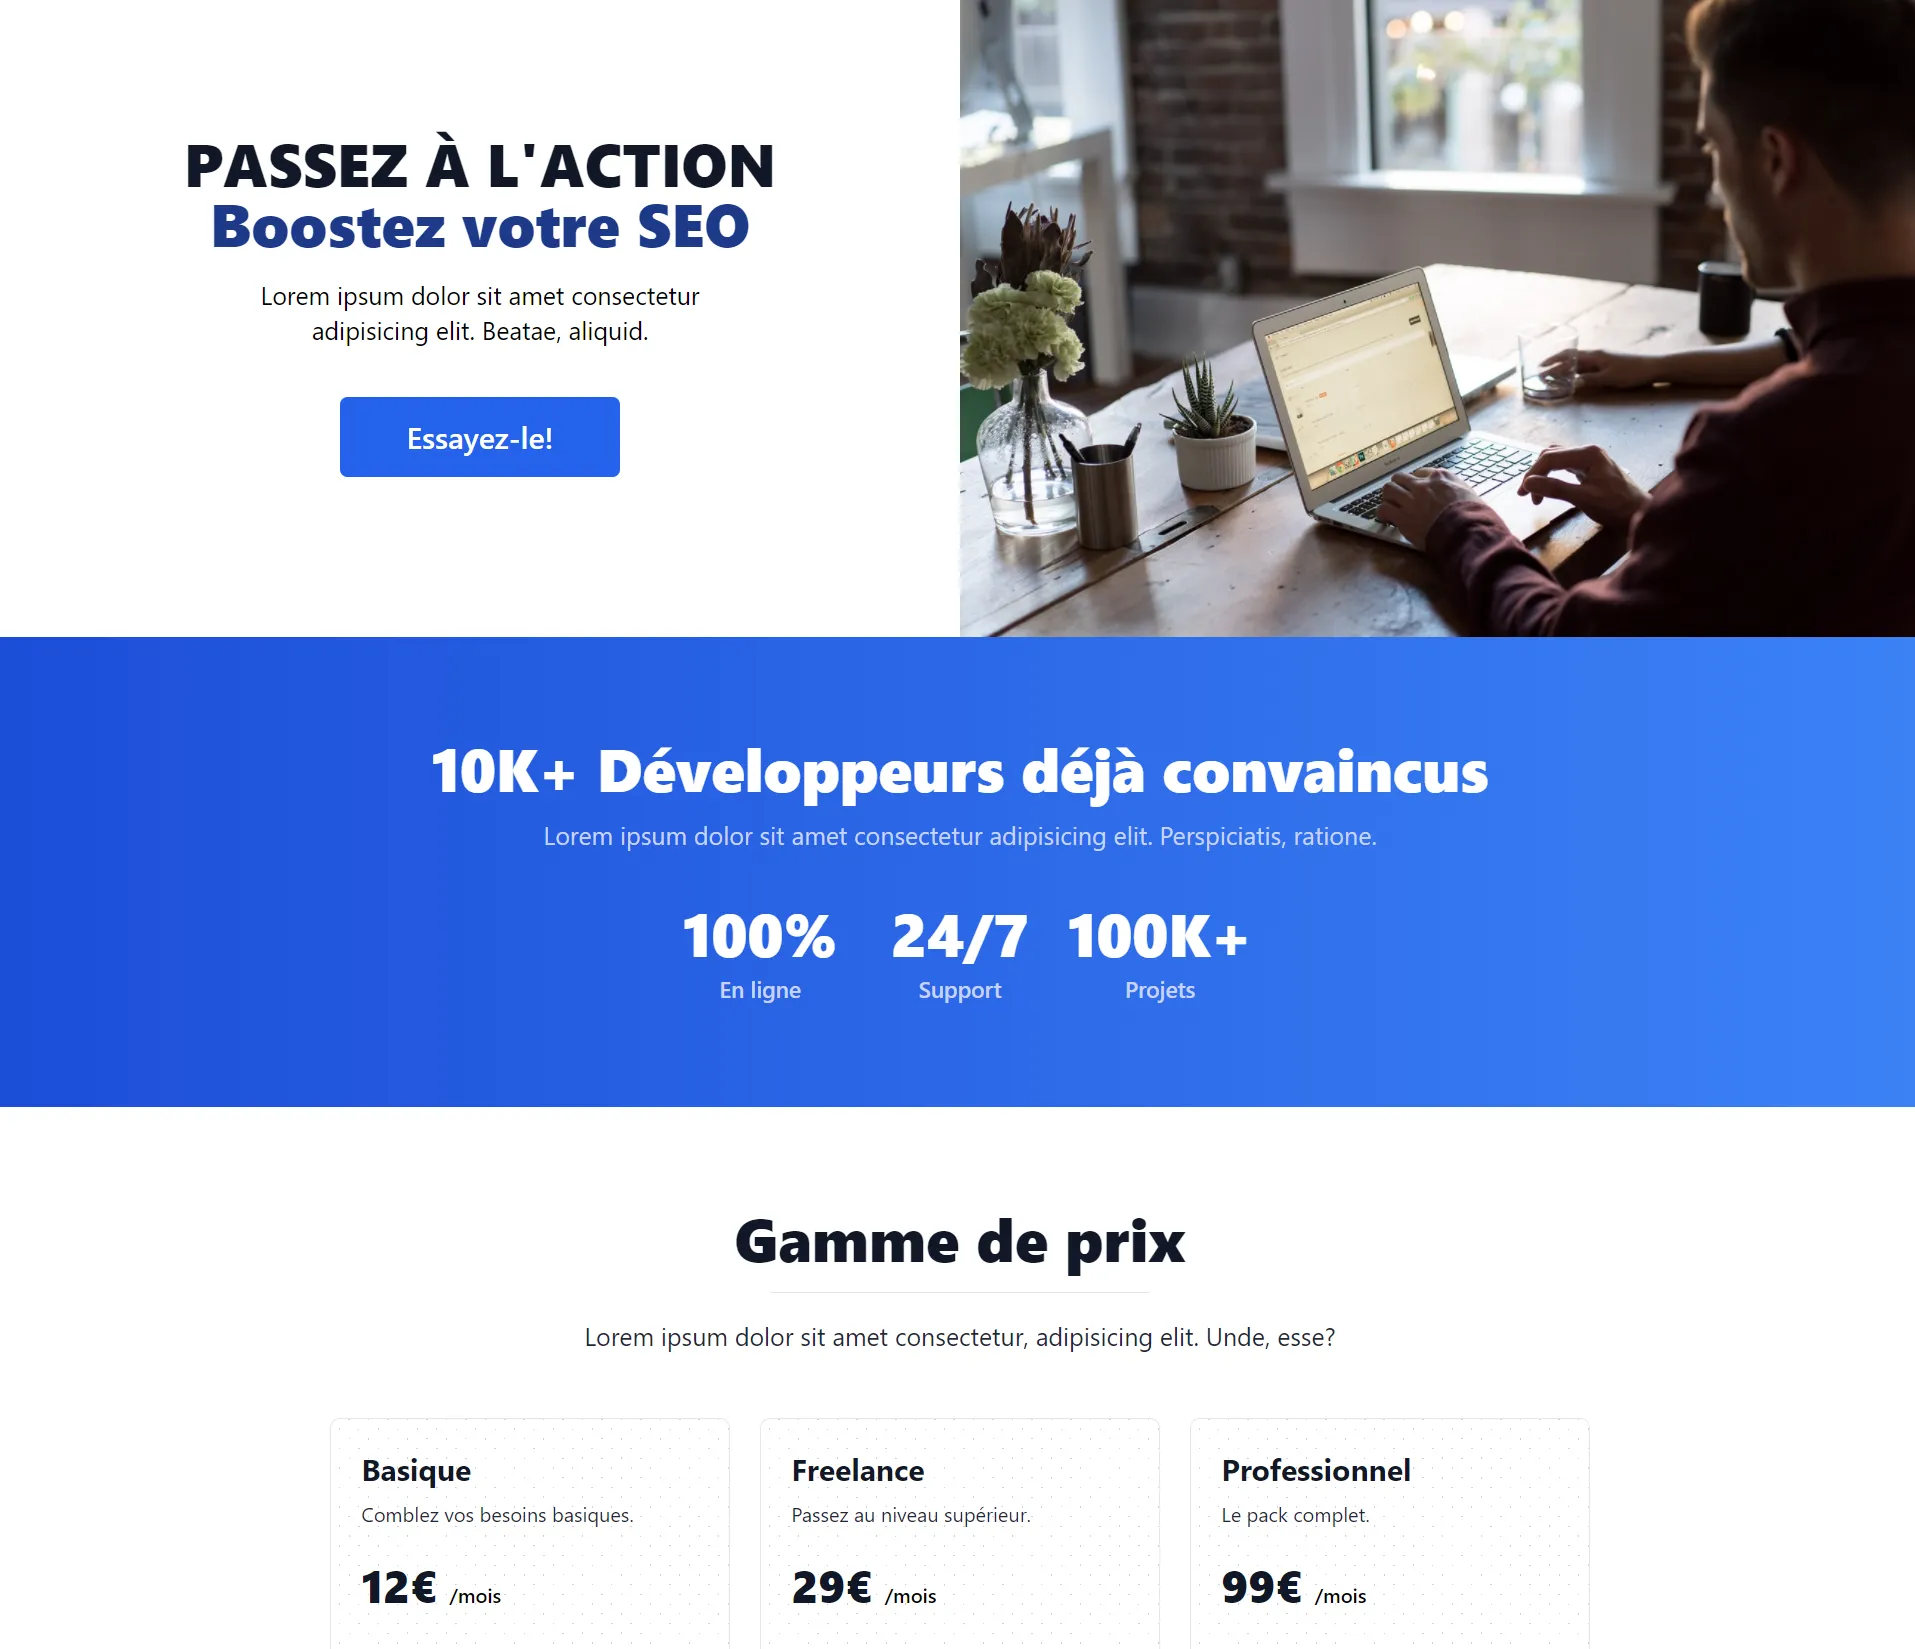 PASSEZ À L'ACTION
Boostez votre SEO
Lorem ipsum dolor sit amet consectetur
adipisicing elit. Beatae, aliquid.
Essayez-le!
10K+ Développeurs déjà convaincus
Lorem ipsum dolor sit amet consectetur adipisicing elit. Perspiciatis, ratione.
100% 24/7 100K+
En ligne Support Projets
Gamme de prix
Lorem ipsum dolor sit amet consectetur, adipisicing elit. Unde, esse?
Basique
Comblez vos besoins basiques.
12€ /mois
Freelance
Passez au niveau supérieur.
29€ /mois
Professionnel
Le pack complet.
99€ /mois